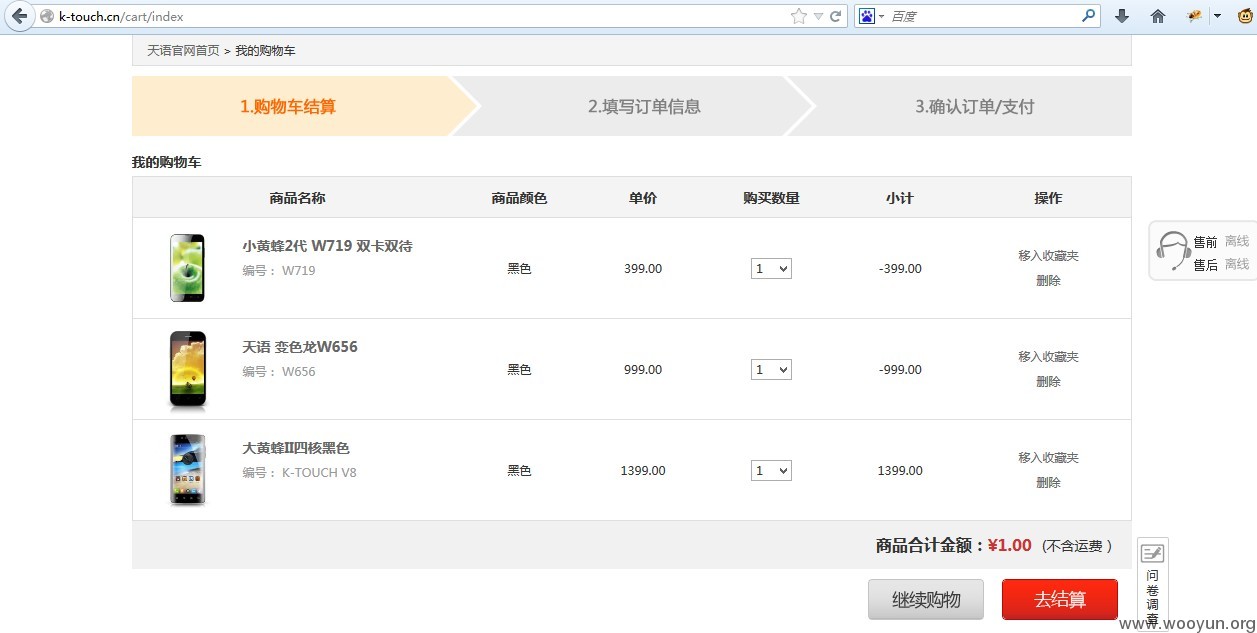 k-touch.cn/cart/index
百度
天语官网首页 > 我的购物车
1.购物车结算
2.填写订单信息
3.确认订单/支付
我的购物车
商品名称 商品颜色 单价 购买数量 小计 操作
小黄蜂2代 W719 双卡双待
编号： W719
黑色 399.00 1 -399.00
移入收藏夹
删除
售前 离线
售后 离线
天语 变色龙W656
编号： W656
黑色 999.00 1 -999.00
移入收藏夹
删除
大黄蜂II四核黑色
编号： K-TOUCH V8
黑色 1399.00 1 1399.00
移入收藏夹
删除
商品合计金额：¥1.00 (不含运费 )
继续购物
去结算
问
卷
调
查
www.wooyun.org